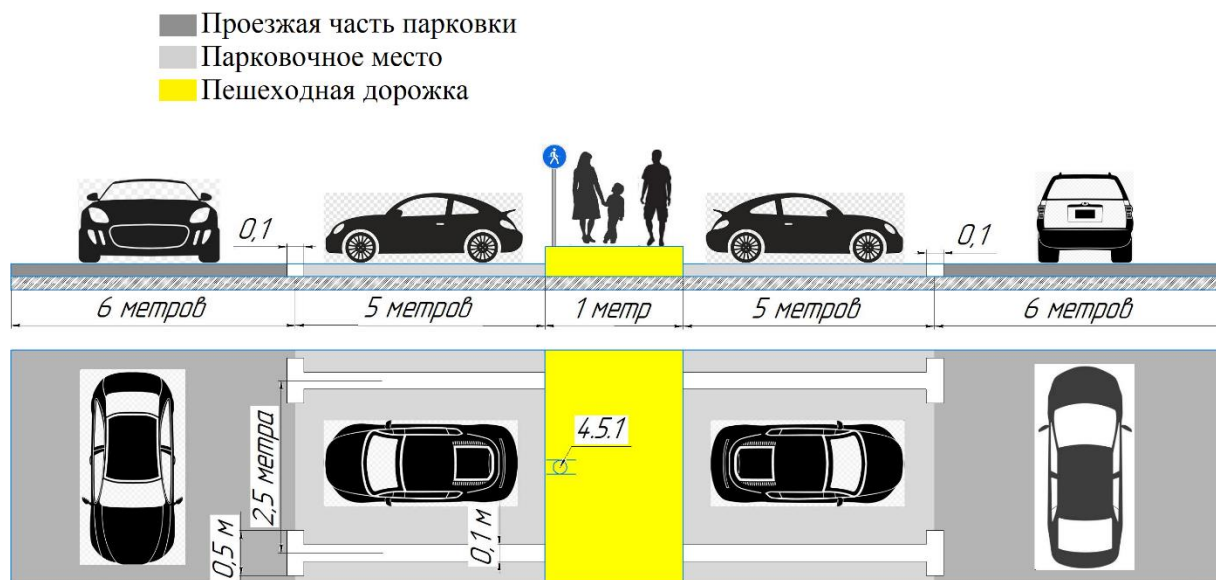 Проезжая часть парковки
Парковочное место
Пешеходная дорожка
0,1
0,1
6 метров
5 метров
1 метр
5 метров
6 метров
2,5 метра
4.5.1
0,5 м
0,1 м